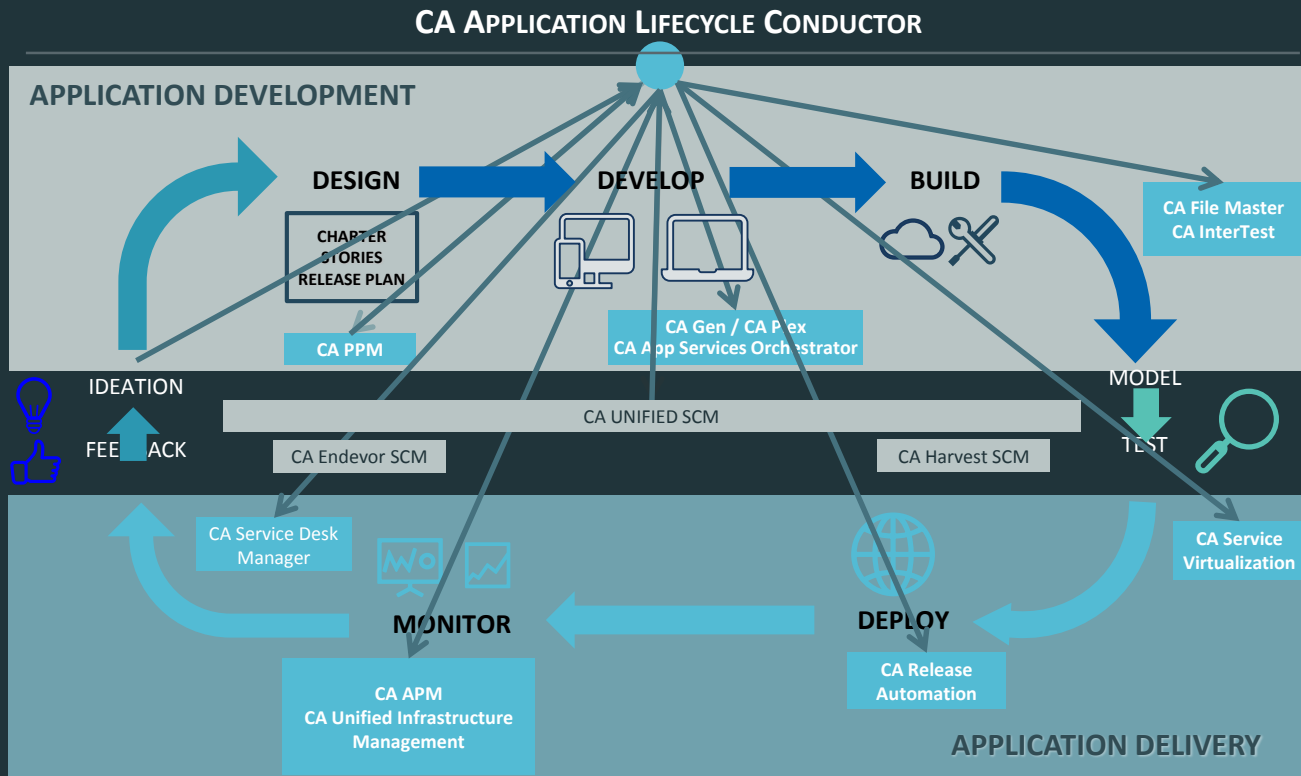 CA APPLICATION LIFECYCLE CONDUCTOR
APPLICATION DEVELOPMENT
DESIGN
DEVELOP
BUILD
CHARTER
STORIES
RELEASE PLAN
CA File Master
CA InterTest
CA PPM
CA Gen / CA Plex
CA App Services Orchestrator
IDEATION
MODEL
CA UNIFIED SCM
FEEDBACK
TEST
CA Endevor SCM
CA Harvest SCM
CA Service Desk
Manager
CA Service
Virtualization
MONITOR
DEPLOY
CA Release
Automation
CA APM
CA Unified Infrastructure
Management
APPLICATION DELIVERY